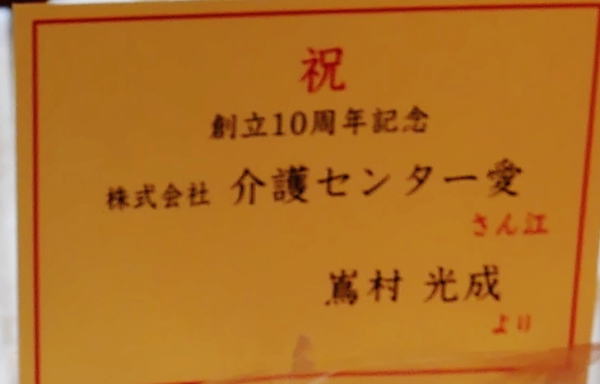 祝
創立10周年記念
株式会社 介護センター愛
さん江
嶌村 光成
より